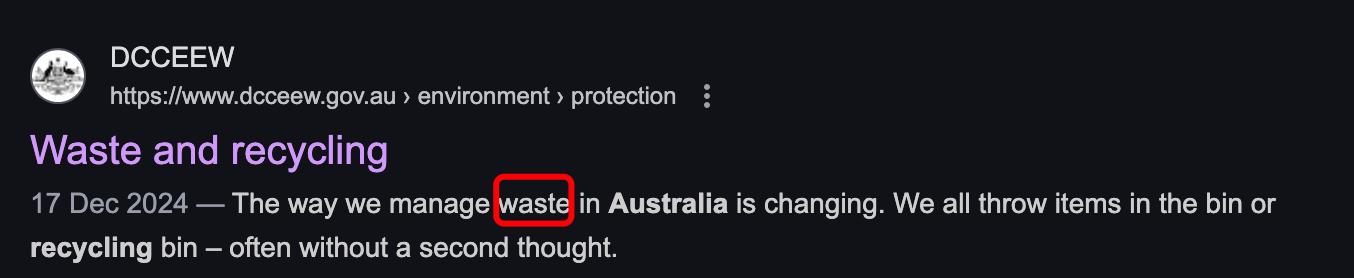 DCCEEW
https://www.dcceew.gov.au › environment › protection
Waste and recycling
17 Dec 2024 — The way we manage waste in Australia is changing. We all throw items in the bin or
recycling bin – often without a second thought.